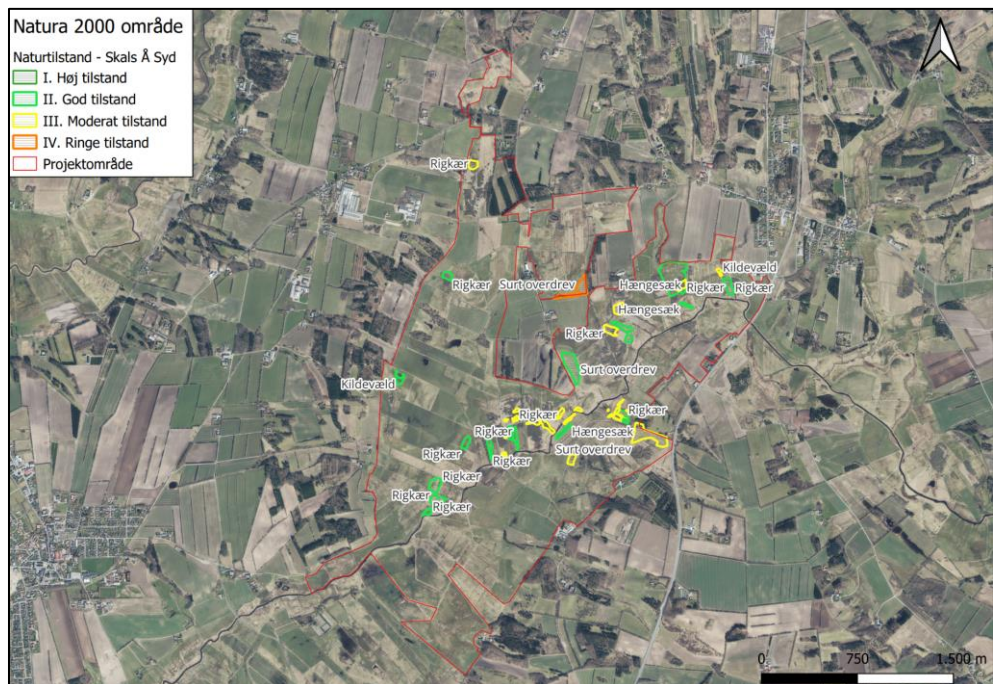 Natura 2000 område
Naturtilstand - Skals Å Syd
I. Høj tilstand
II. God tilstand
III. Moderat tilstand
IV. Ringe tilstand
Projektområde
Rigkær
Rigkær
Surt overdrev
Hængesæk
Rigkær
Kildevæld
Rigkær
Hængesæk
Rigkær
Surt overdrev
Kildevæld
Rigkær
Rigkær
Rigkær
Hængesæk
Rigkær
Rigkær
Surt overdrev
Rigkær
Rigkær
Rigkær
0 750 1.500 m